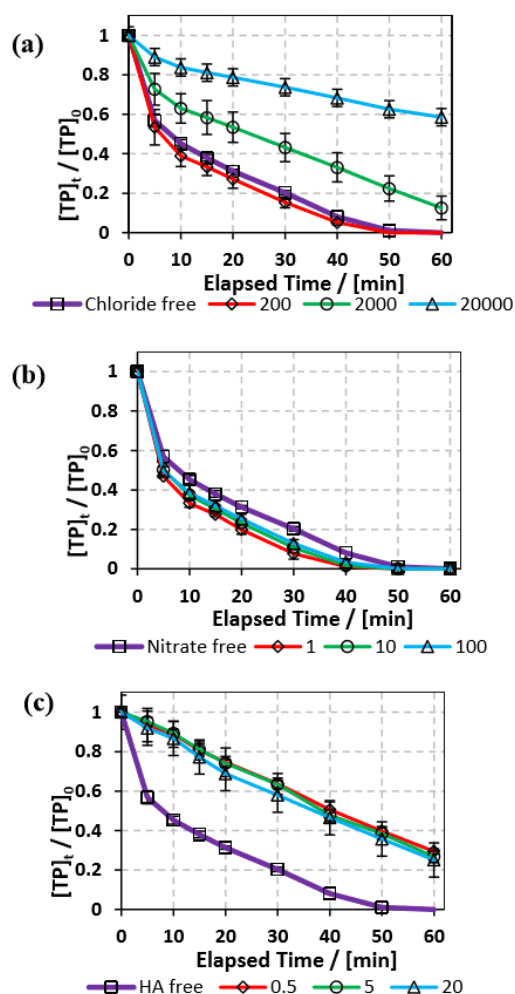 (a)
[TP]t / [TP]0
1
0.8
0.6
0.4
0.2
0
0 10 20 30 40 50 60
Elapsed Time / [min]
Chloride free 200 2000 20000
(b)
[TP]t / [TP]0
1
0.8
0.6
0.4
0.2
0
0 10 20 30 40 50 60
Elapsed Time / [min]
Nitrate free 1 10 100
(c)
[TP]t / [TP]0
1
0.8
0.6
0.4
0.2
0
0 10 20 30 40 50 60
Elapsed Time / [min]
HA free 0.5 5 20